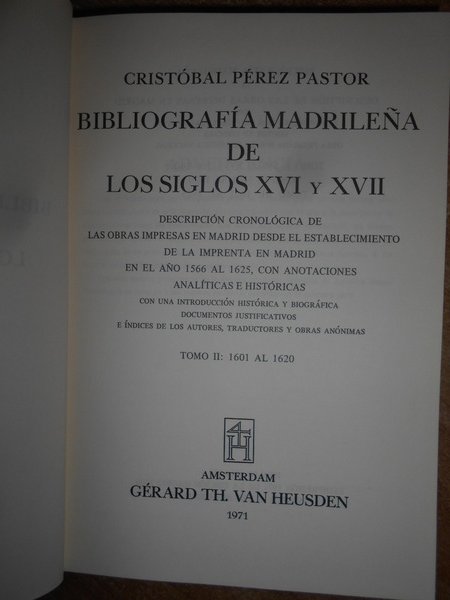 CRISTÓBAL PÉREZ PASTOR
BIBLIOGRAFÍA MADRILEÑA
DE
LOS SIGLOS XVI Y XVII
DESCRIPCIÓN CRONOLÓGICA DE
LAS OBRAS IMPRESAS EN MADRID DESDE EL ESTABLECIMIENTO
DE LA IMPRENTA EN MADRID
EN EL AÑO 1566 AL 1625, CON ANOTACIONES
ANALÍTICAS E HISTÓRICAS
CON UNA INTRODUCCIÓN HISTÓRICA Y BIOGRÁFICA
DOCUMENTOS JUSTIFICATIVOS
E ÍNDICES DE LOS AUTORES, TRADUCTORES Y OBRAS ANÓNIMAS
TOMO II: 1601 AL 1620
AMSTERDAM
GÉRARD TH. VAN HEUSDEN
1971